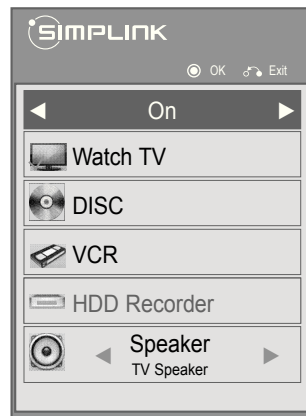 SIMPLINK
OK Exit
On
Watch TV
DISC
VCR
HDD Recorder
Speaker
TV Speaker